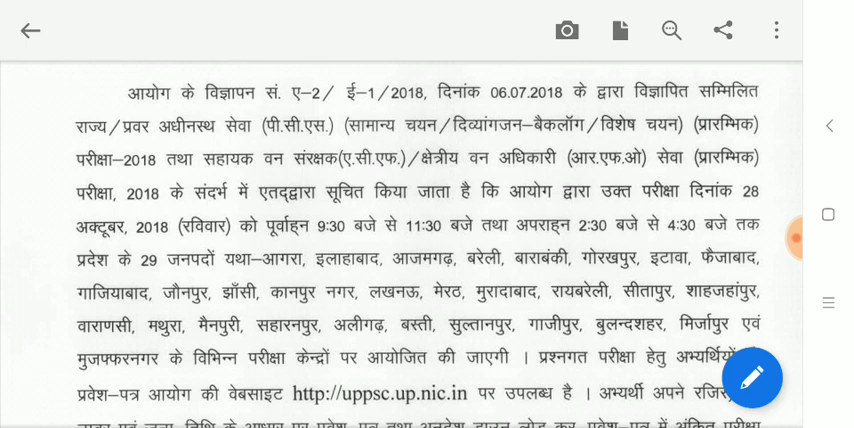 आयोग के विज्ञापन सं. ए–2/ ई–1/2018, दिनांक 06.07.2018 के द्वारा विज्ञापित सम्मिलित
राज्य/प्रवर अधीनस्थ सेवा (पी.सी.एस.) (सामान्य चयन/दिव्यांगजन–बैकलॉग/विशेष चयन) (प्रारम्भिक)
परीक्षा–2018 तथा सहायक वन संरक्षक(ए.सी.एफ.)/क्षेत्रीय वन अधिकारी (आर.एफ.ओ) सेवा (प्रारम्भिक)
परीक्षा, 2018 के संदर्भ में एतद्द्वारा सूचित किया जाता है कि आयोग द्वारा उक्त परीक्षा दिनांक 28
अक्टूबर, 2018 (रविवार) को पूर्वाहन 9:30 बजे से 11:30 बजे तथा अपराहन 2:30 बजे से 4:30 बजे तक
प्रदेश के 29 जनपदों यथा–आगरा, इलाहाबाद, आजमगढ़, बरेली, बाराबंकी, गोरखपुर, इटावा, फैजाबाद,
गाजियाबाद, जौनपुर, झाँसी, कानपुर नगर, लखनऊ, मेरठ, मुरादाबाद, रायबरेली, सीतापुर, शाहजहांपुर,
वाराणसी, मथुरा, मैनपुरी, सहारनपुर, अलीगढ़, बस्ती, सुल्तानपुर, गाजीपुर, बुलन्दशहर, मिर्जापुर एवं
मुजफ्फरनगर के विभिन्न परीक्षा केन्द्रों पर आयोजित की जाएगी । प्रश्नगत परीक्षा हेतु
प्रवेश–पत्र आयोग की वेबसाइट http://uppsc.up.nic.in पर उपलब्ध है । अभ्यर्थी अपने